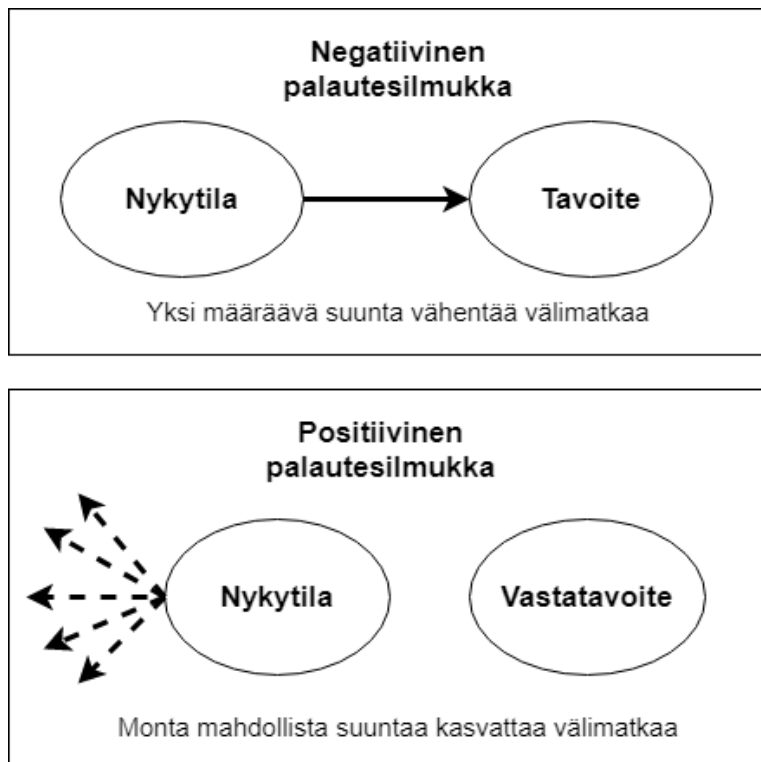 Negatiivinen
palautesilmukka
Nykytila
Tavoite
Yksi määräävä suunta vähentää välimatkaa
Positiivinen
palautesilmukka
Nykytila
Vastatavoite
Monta mahdollista suuntaa kasvattaa välimatkaa